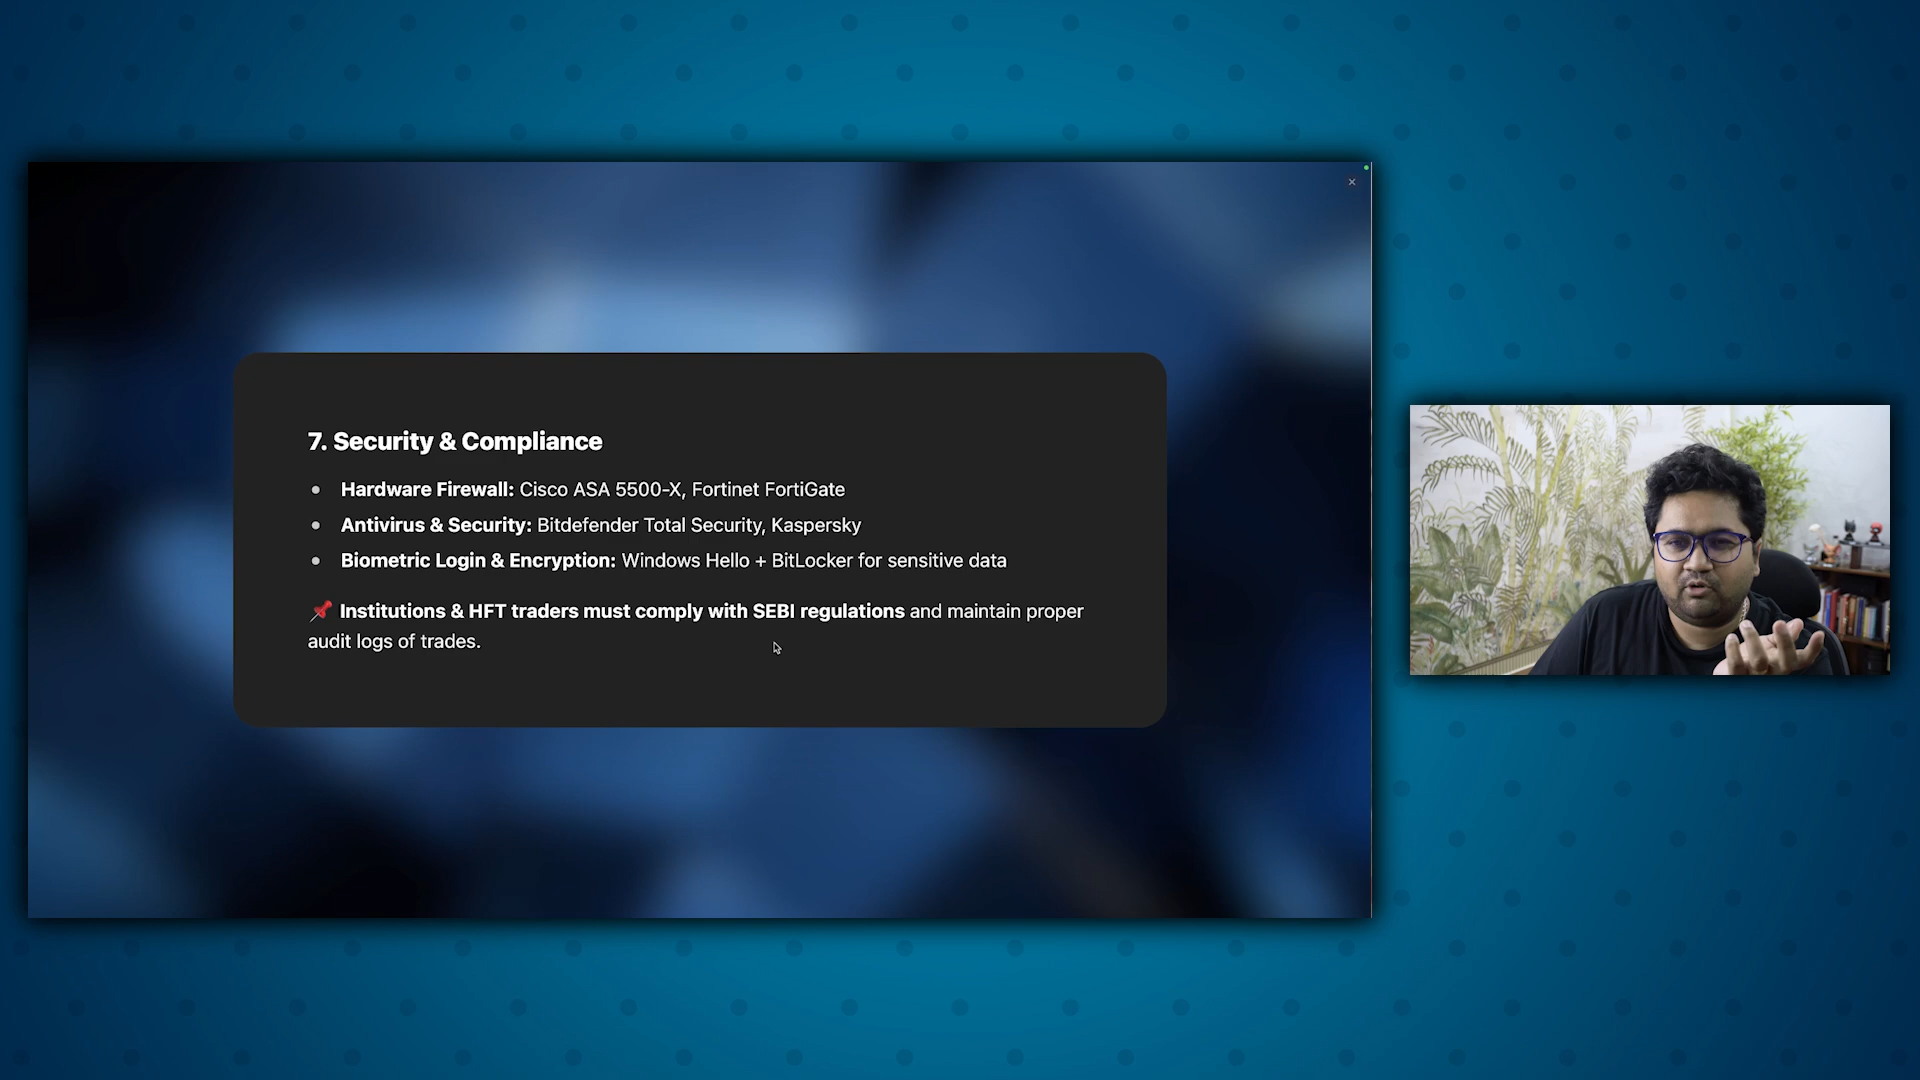 7. Security & Compliance
• Hardware Firewall: Cisco ASA 5500-X, Fortinet FortiGate
• Antivirus & Security: Bitdefender Total Security, Kaspersky
• Biometric Login & Encryption: Windows Hello + BitLocker for sensitive data
📌 Institutions & HFT traders must comply with SEBI regulations and maintain proper
audit logs of trades.